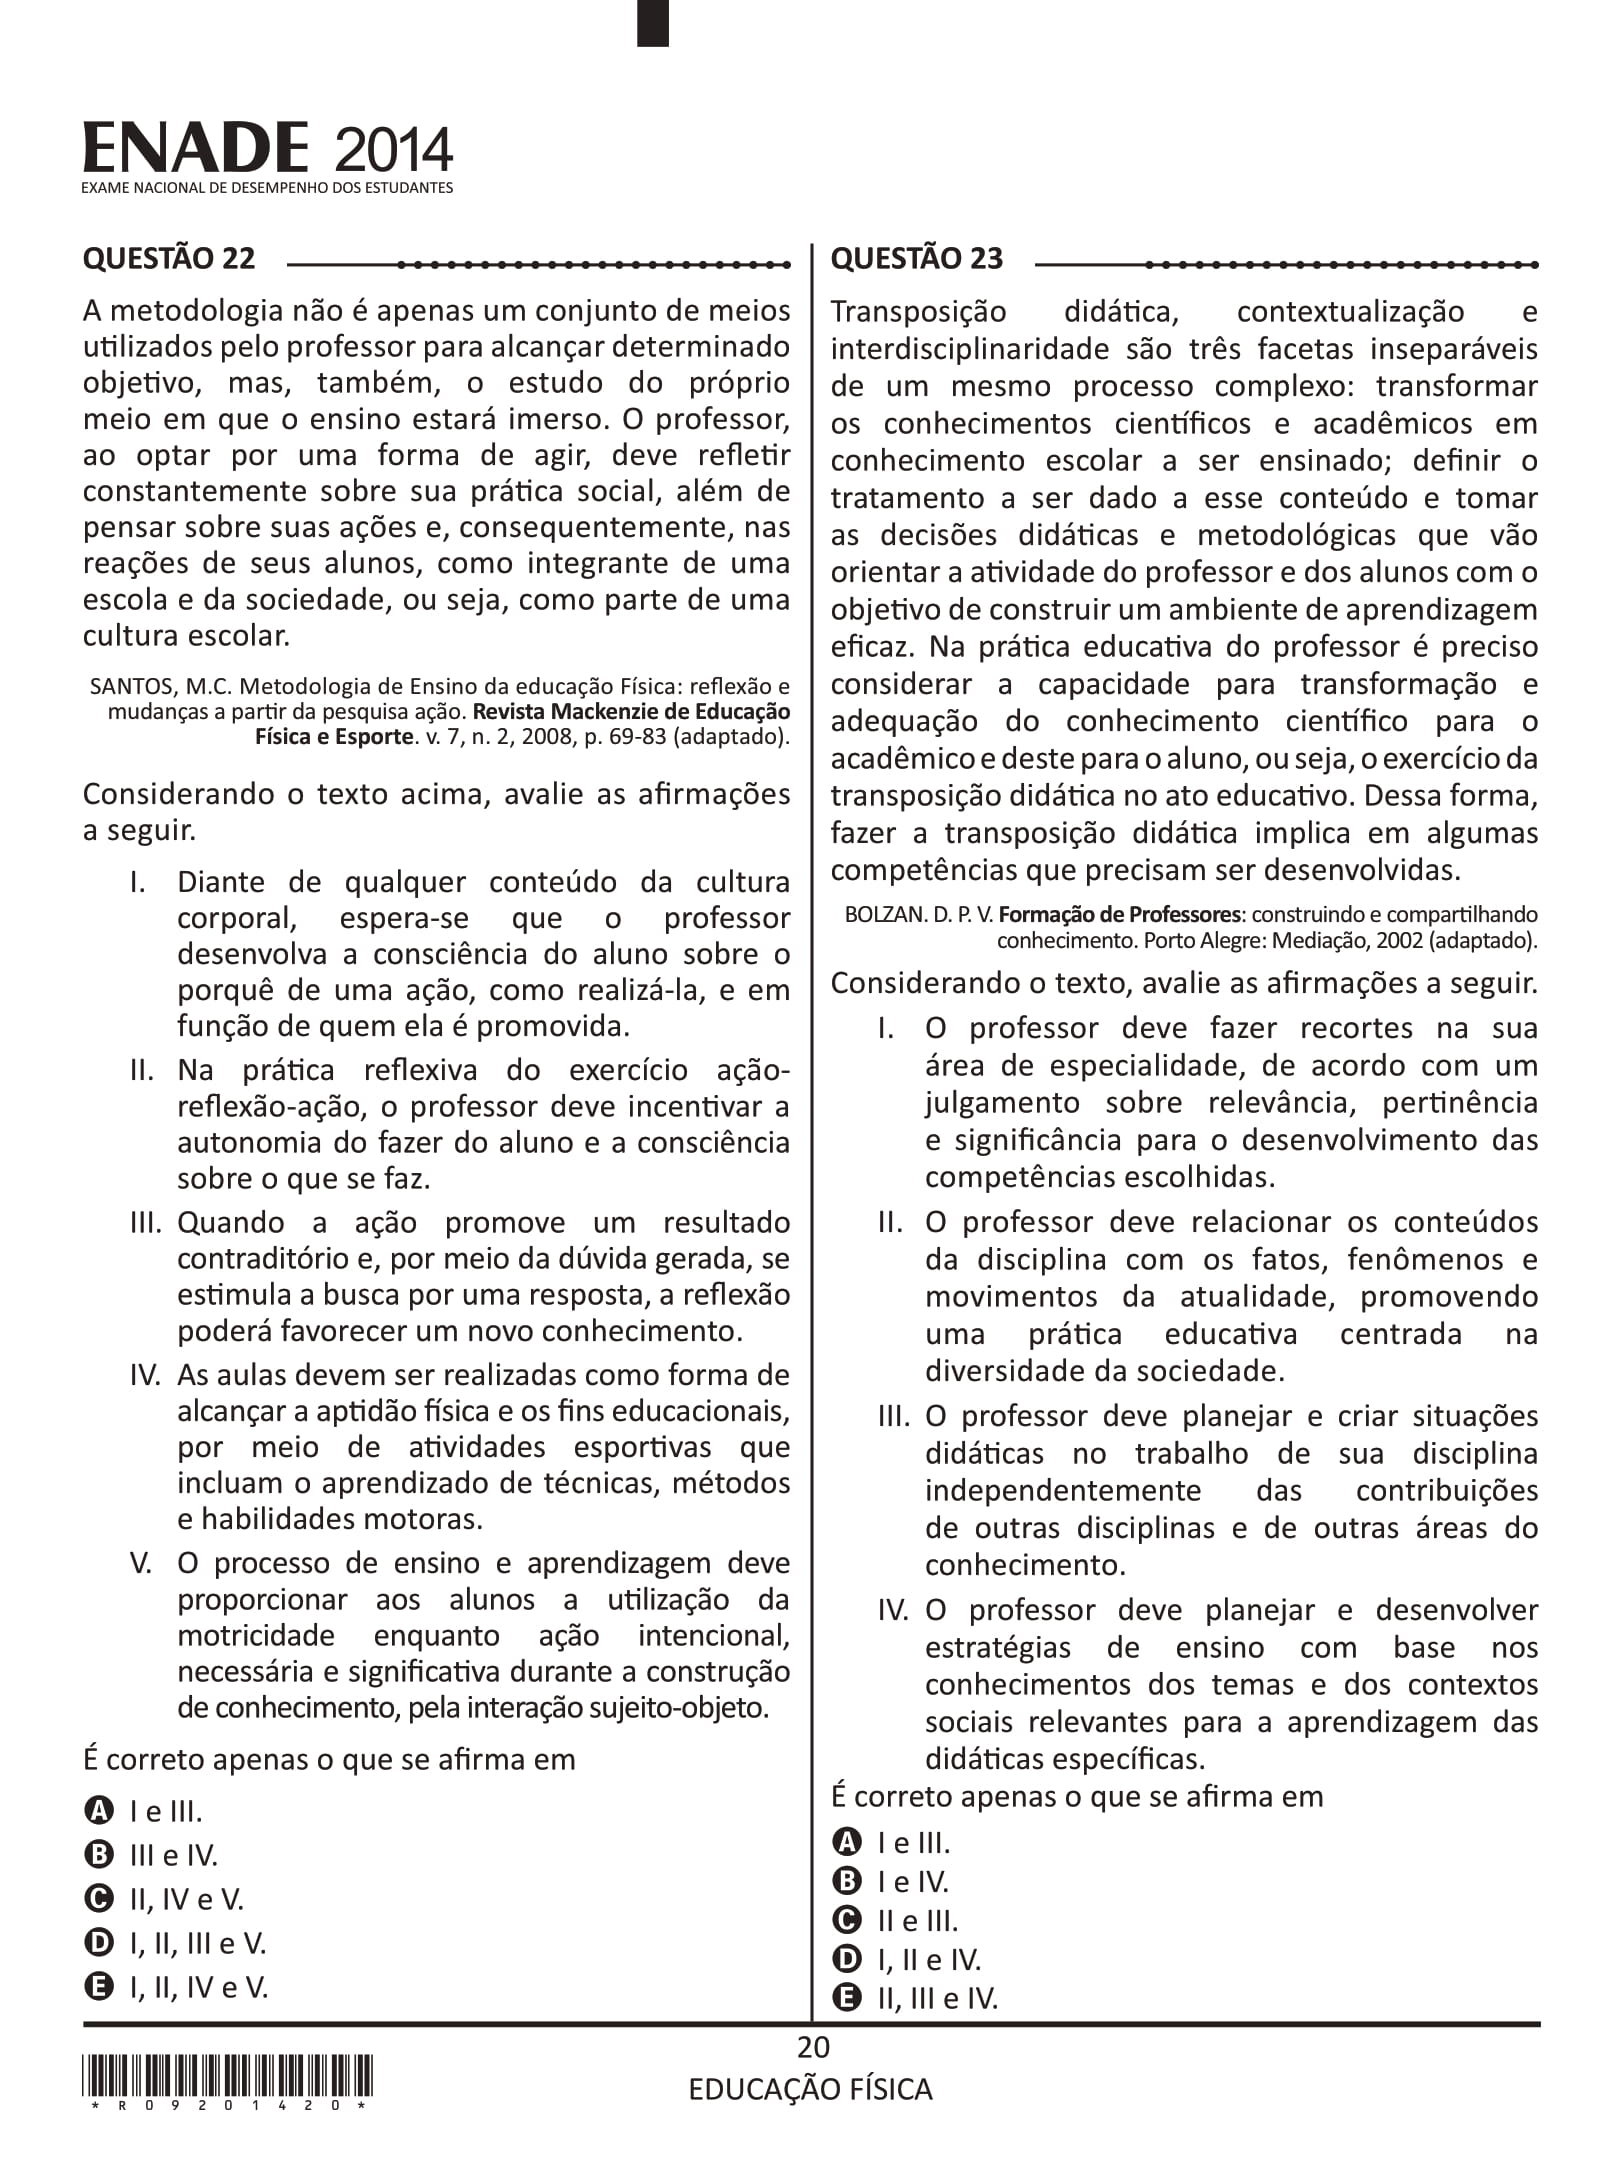 ENADE 2014
EXAME NACIONAL DE DESEMPENHO DOS ESTUDANTES
QUESTÃO 22
A metodologia não é apenas um conjunto de meios
utilizados pelo professor para alcançar determinado
objetivo, mas, também, o estudo do próprio
meio em que o ensino estará imerso. O professor,
ao optar por uma forma de agir, deve refletir
constantemente sobre sua prática social, além de
pensar sobre suas ações e, consequentemente, nas
reações de seus alunos, como integrante de uma
escola e da sociedade, ou seja, como parte de uma
cultura escolar.
SANTOS, M.C. Metodologia de Ensino da educação Física: reflexão e
mudanças a partir da pesquisa ação. Revista Mackenzie de Educação
Física e Esporte. v. 7, n. 2, 2008, p. 69-83 (adaptado).
Considerando o texto acima, avalie as afirmações
a seguir.
I. Diante de qualquer conteúdo da cultura
corporal, espera-se que o professor
desenvolva a consciência do aluno sobre o
porquê de uma ação, como realizá-la, e em
função de quem ela é promovida.
II. Na prática reflexiva do exercício ação-
reflexão-ação, o professor deve incentivar a
autonomia do fazer do aluno e a consciência
sobre o que se faz.
III. Quando a ação promove um resultado
contraditório e, por meio da dúvida gerada, se
estimula a busca por uma resposta, a reflexão
poderá favorecer um novo conhecimento.
IV. As aulas devem ser realizadas como forma de
alcançar a aptidão física e os fins educacionais,
por meio de atividades esportivas que
incluam o aprendizado de técnicas, métodos
e habilidades motoras.
V. O processo de ensino e aprendizagem deve
proporcionar aos alunos a utilização da
motricidade enquanto ação intencional,
necessária e significativa durante a construção
de conhecimento, pela interação sujeito-objeto.
É correto apenas o que se afirma em
A I e III.
B III e IV.
C II, IV e V.
D I, II, III e V.
E I, II, IV e V.
QUESTÃO 23
Transposição didática, contextualização e
interdisciplinaridade são três facetas inseparáveis
de um mesmo processo complexo: transformar
os conhecimentos científicos e acadêmicos em
conhecimento escolar a ser ensinado; definir o
tratamento a ser dado a esse conteúdo e tomar
as decisões didáticas e metodológicas que vão
orientar a atividade do professor e dos alunos com o
objetivo de construir um ambiente de aprendizagem
eficaz. Na prática educativa do professor é preciso
considerar a capacidade para transformação e
adequação do conhecimento científico para o
acadêmico e deste para o aluno, ou seja, o exercício da
transposição didática no ato educativo. Dessa forma,
fazer a transposição didática implica em algumas
competências que precisam ser desenvolvidas.
BOLZAN. D. P. V. Formação de Professores: construindo e compartilhando
conhecimento. Porto Alegre: Mediação, 2002 (adaptado).
Considerando o texto, avalie as afirmações a seguir.
I. O professor deve fazer recortes na sua
área de especialidade, de acordo com um
julgamento sobre relevância, pertinência
e significância para o desenvolvimento das
competências escolhidas.
II. O professor deve relacionar os conteúdos
da disciplina com os fatos, fenômenos e
movimentos da atualidade, promovendo
uma prática educativa centrada na
diversidade da sociedade.
III. O professor deve planejar e criar situações
didáticas no trabalho de sua disciplina
independentemente das contribuições
de outras disciplinas e de outras áreas do
conhecimento.
IV. O professor deve planejar e desenvolver
estratégias de ensino com base nos
conhecimentos dos temas e dos contextos
sociais relevantes para a aprendizagem das
didáticas específicas.
É correto apenas o que se afirma em
A I e III.
B I e IV.
C II e III.
D I, II e IV.
E II, III e IV.
20
EDUCAÇÃO FÍSICA
* R 0 9 2 0 1 4 2 0 *